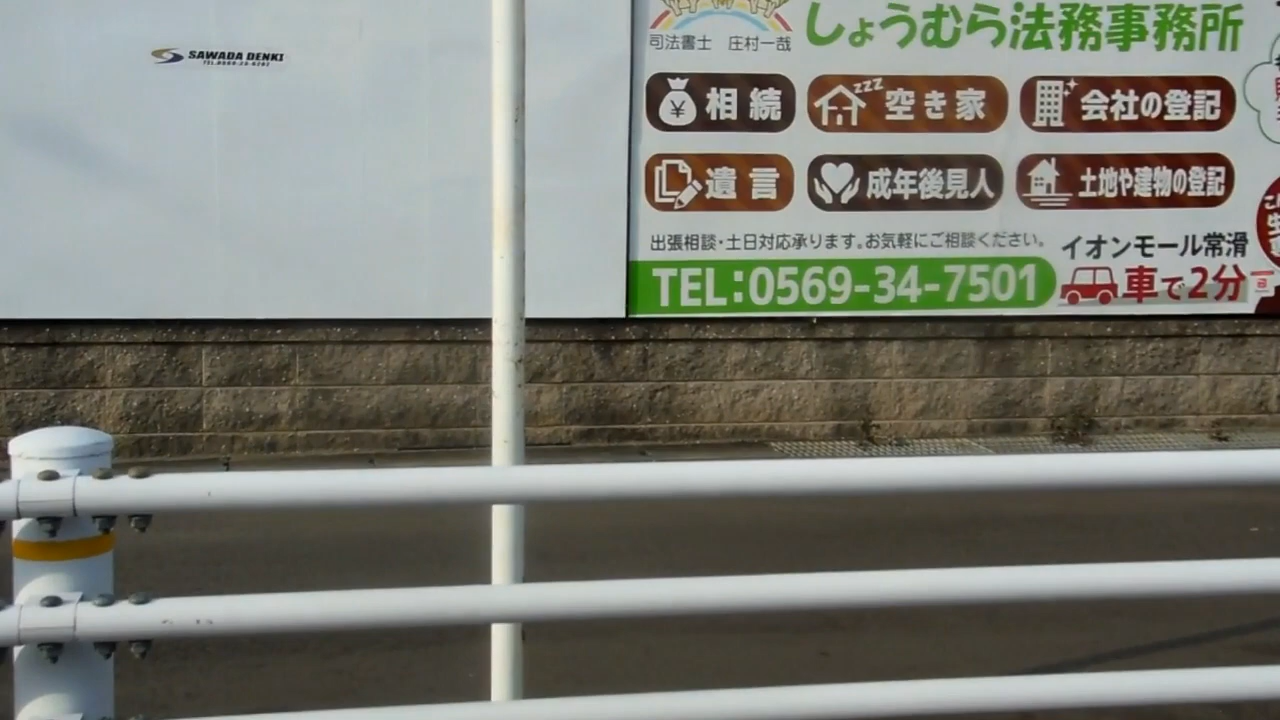 SAWADA DENKI
しょうむら法務事務所
司法書士 庄村一哉
相続
zzz 空き家
会社の登記
遺言
成年後見人
土地や建物の登記
出張相談・土日対応承ります。お気軽にご相談ください。
イオンモール常滑
車で2分
TEL:0569-34-7501